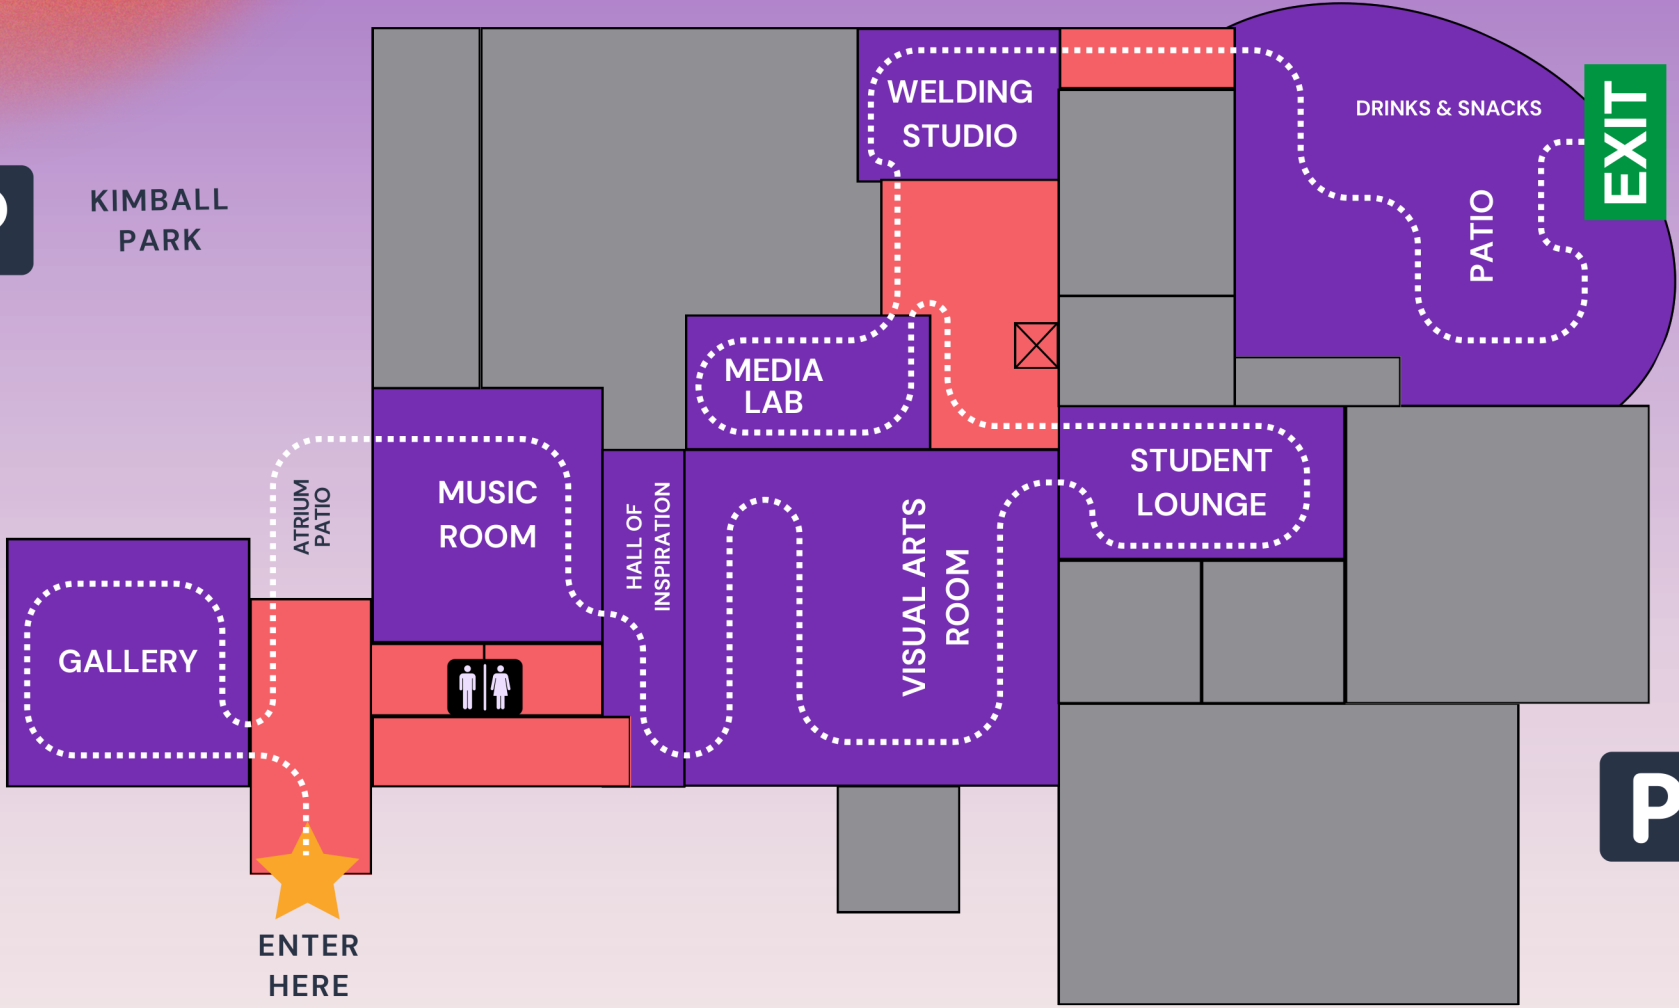 WELDING
STUDIO
DRINKS & SNACKS
EXIT
KIMBALL
PARK
PATIO
MEDIA
LAB
STUDENT
LOUNGE
ATRIUM
PATIO
MUSIC
ROOM
HALL OF
INSPIRATION
VISUAL ARTS
ROOM
GALLERY
P
ENTER
HERE